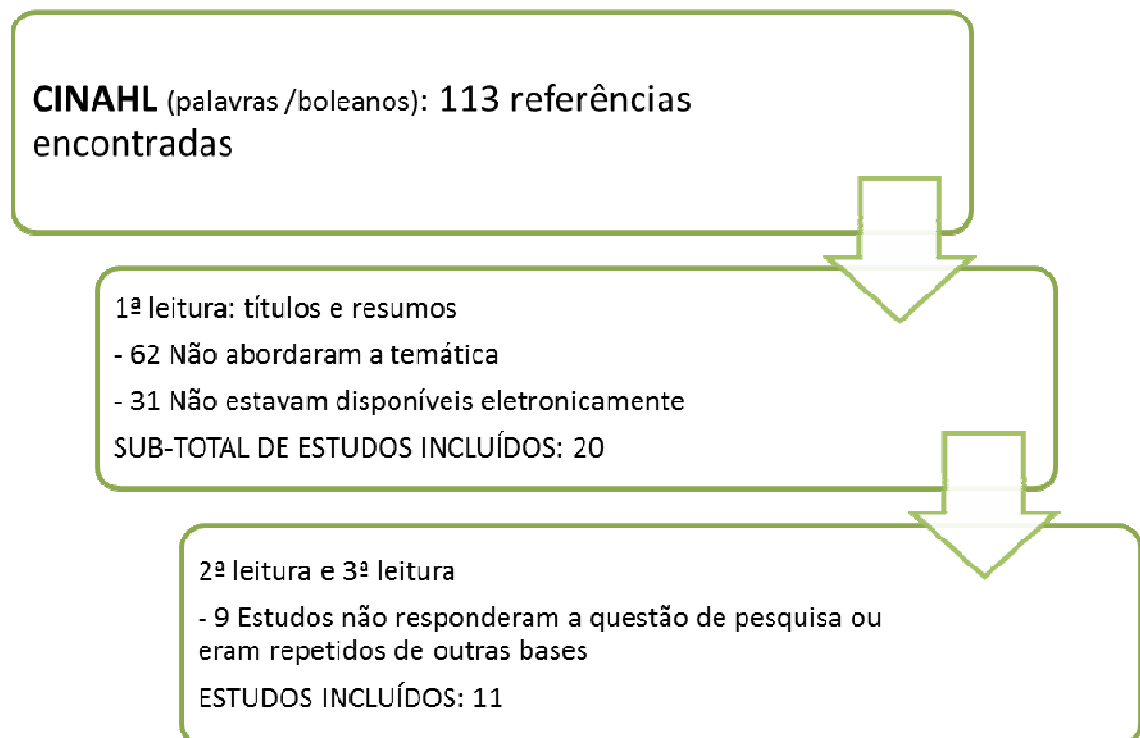 CINAHL (palavras /boleanos): 113 referências
encontradas
1ª leitura: títulos e resumos
- 62 Não abordaram a temática
- 31 Não estavam disponíveis eletronicamente
SUB-TOTAL DE ESTUDOS INCLUÍDOS: 20
2ª leitura e 3ª leitura
- 9 Estudos não responderam a questão de pesquisa ou
eram repetidos de outras bases
ESTUDOS INCLUÍDOS: 11